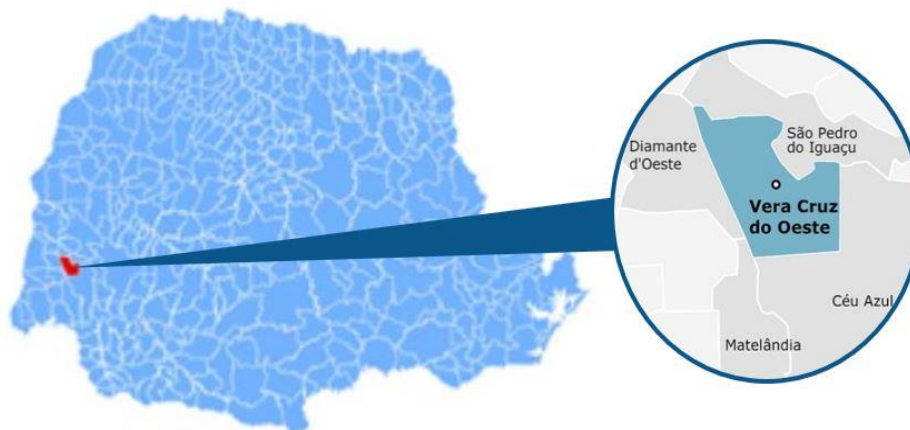 São Pedro
do Iguaçu
Diamante
d'Oeste
Vera Cruz
do Oeste
Céu Azul
Matelândia